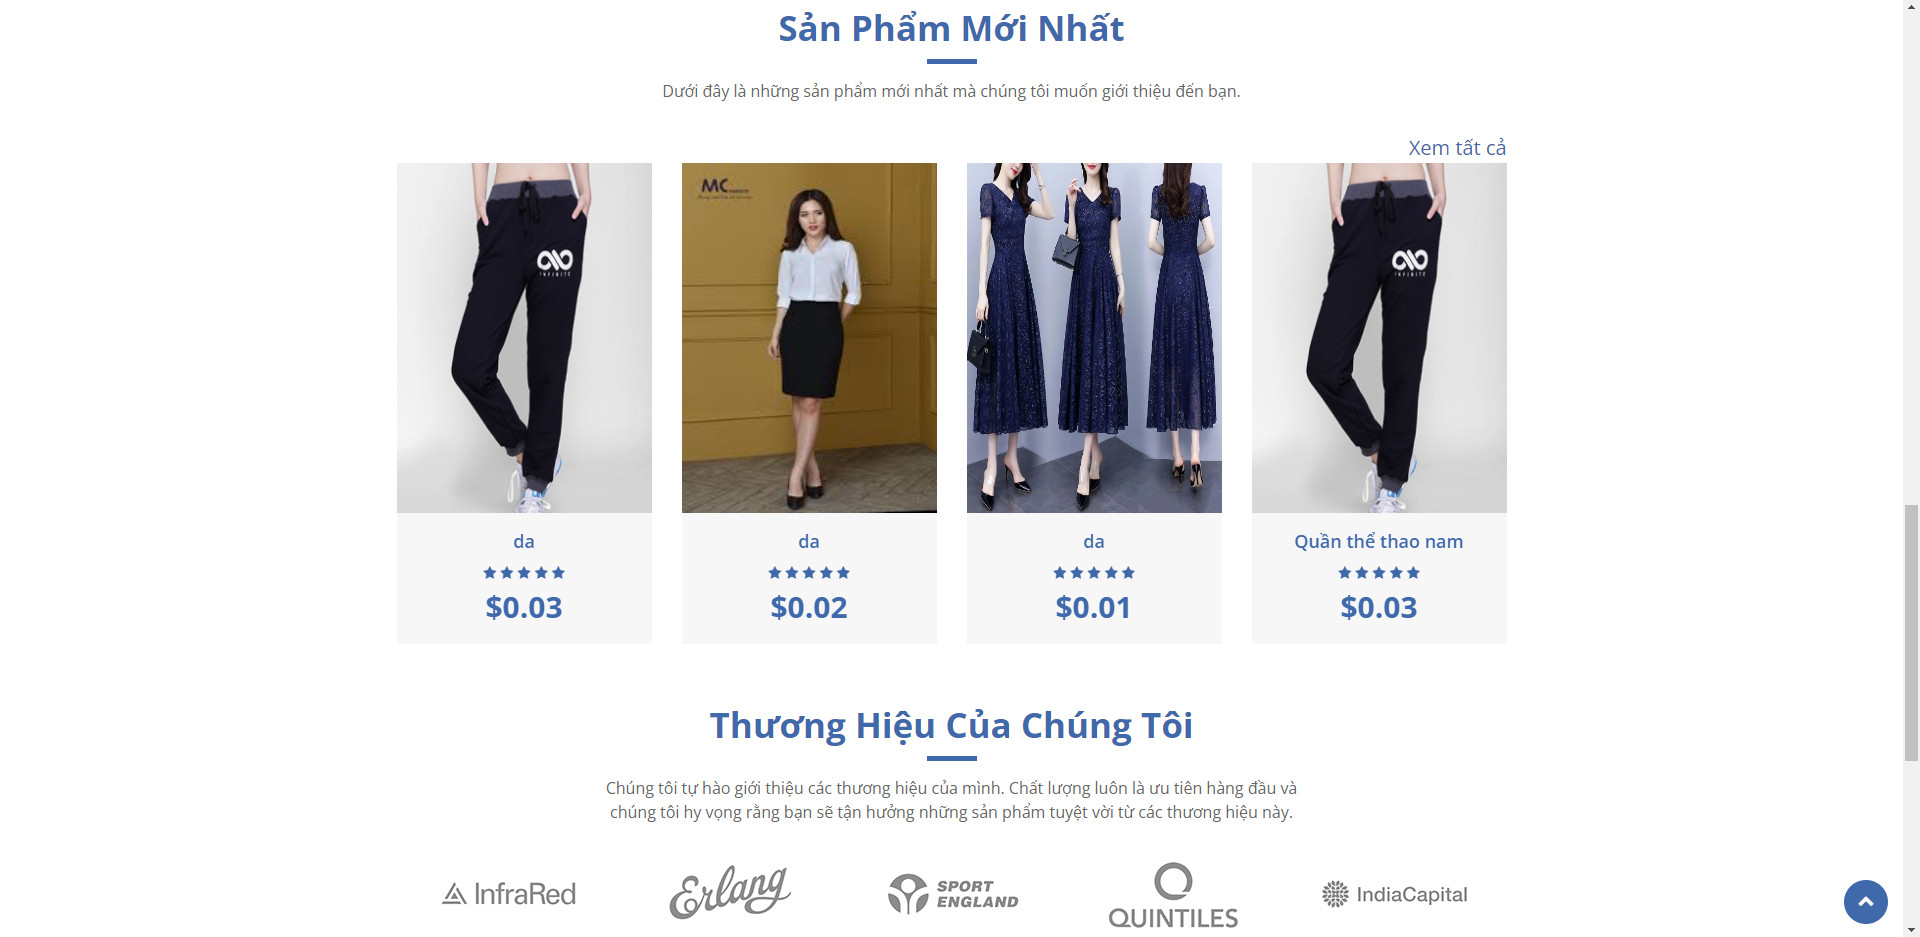 Sản Phẩm Mới Nhất
Dưới đây là những sản phẩm mới nhất mà chúng tôi muốn giới thiệu đến bạn.
Xem tất cả
INFINITE
MC
INFINITE
da
da
da
Quần thể thao nam
$0.03
$0.02
$0.01
$0.03
Thương Hiệu Của Chúng Tôi
Chúng tôi tự hào giới thiệu các thương hiệu của mình. Chất lượng luôn là ưu tiên hàng đầu và
chúng tôi hy vọng rằng bạn sẽ tận hưởng những sản phẩm tuyệt vời từ các thương hiệu này.
InfraRed
Erlang
SPORT
ENGLAND
QUINTILES
IndiaCapital